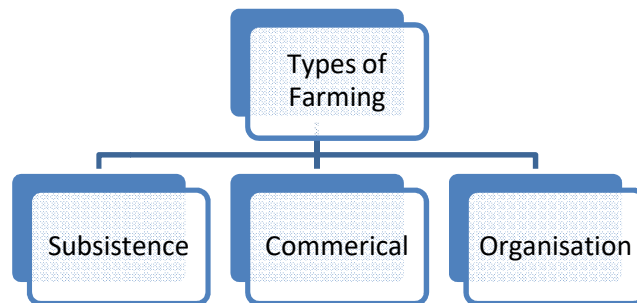 Types of
Farming
Subsistence
Commerical
Organisation